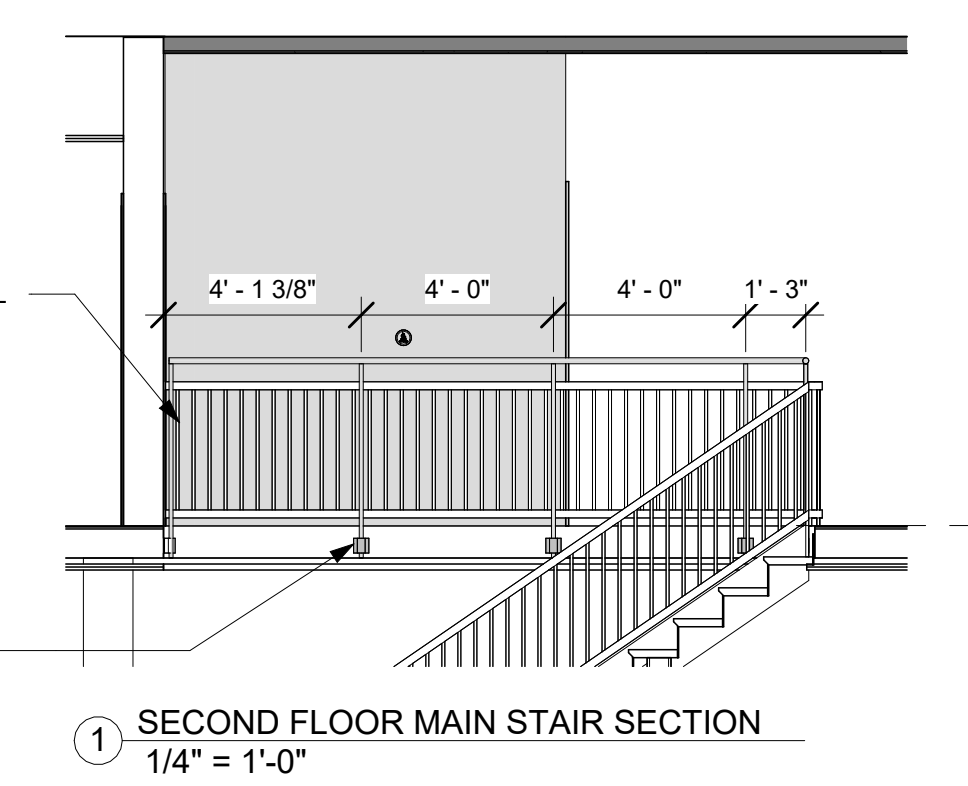 4' - 1 3/8" 4' - 0" 4' - 0" 1' - 3"
1 SECOND FLOOR MAIN STAIR SECTION
1/4" = 1'-0"